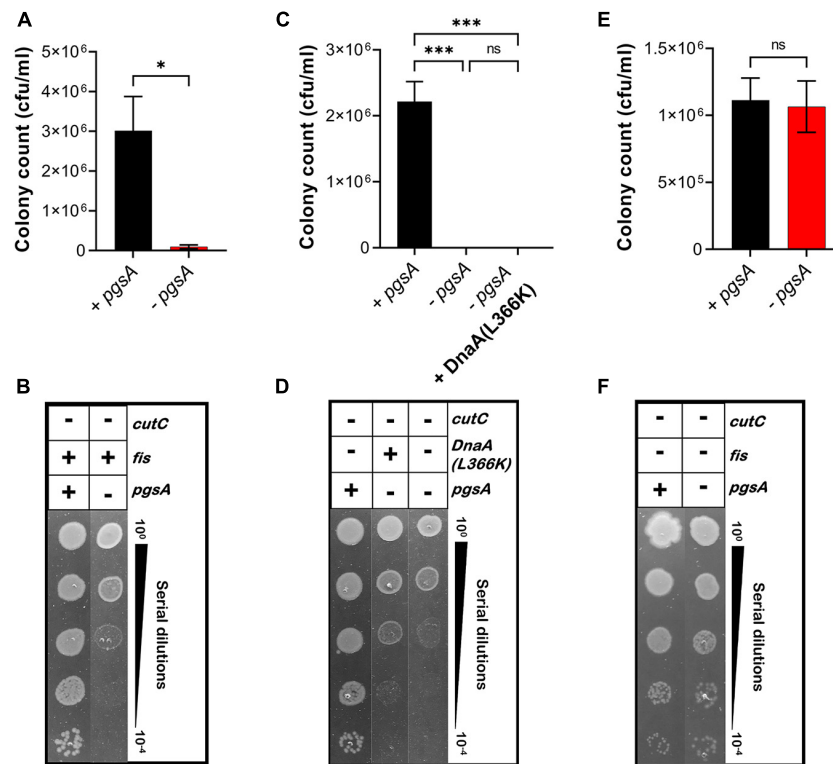 A
Colony count (cfu/ml)
5×10⁶
4×10⁶
3×10⁶
2×10⁶
1×10⁶
0
*
+ pgsA
- pgsA
C
Colony count (cfu/ml)
3×10⁶
2×10⁶
1×10⁶
0
***
***
ns
+ pgsA
- pgsA
- pgsA
+ DnaA(L366K)
E
Colony count (cfu/ml)
1.5×10⁶
1×10⁶
5×10⁵
0
ns
+ pgsA
- pgsA
B
- - cutC
+ + fis
+ - pgsA
10⁰
Serial dilutions
10⁻⁴
D
- - - cutC
- + - DnaA
(L366K)
+ - - pgsA
10⁰
Serial dilutions
10⁻⁴
F
- - cutC
- - fis
+ - pgsA
10⁰
Serial dilutions
10⁻⁴